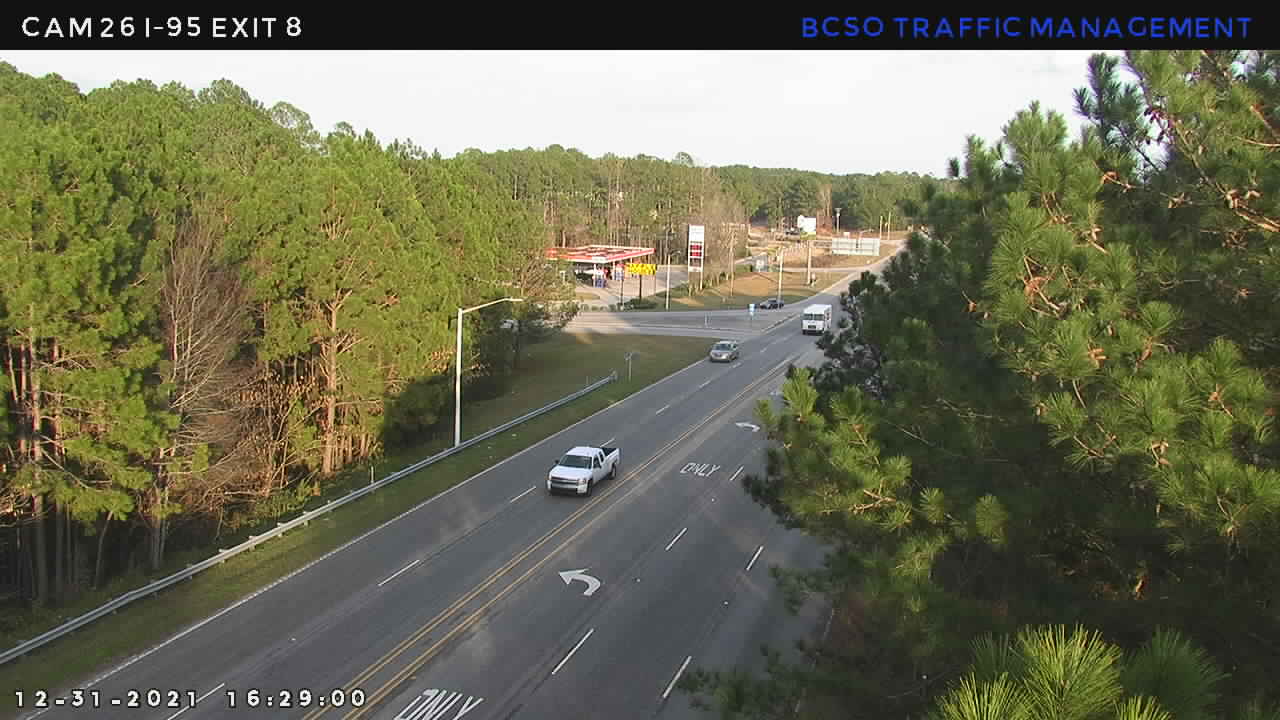 CAM 26 I-95 EXIT 8
BCSO TRAFFIC MANAGEMENT
ONLY
ONLY
12-31-2021 16:29:00